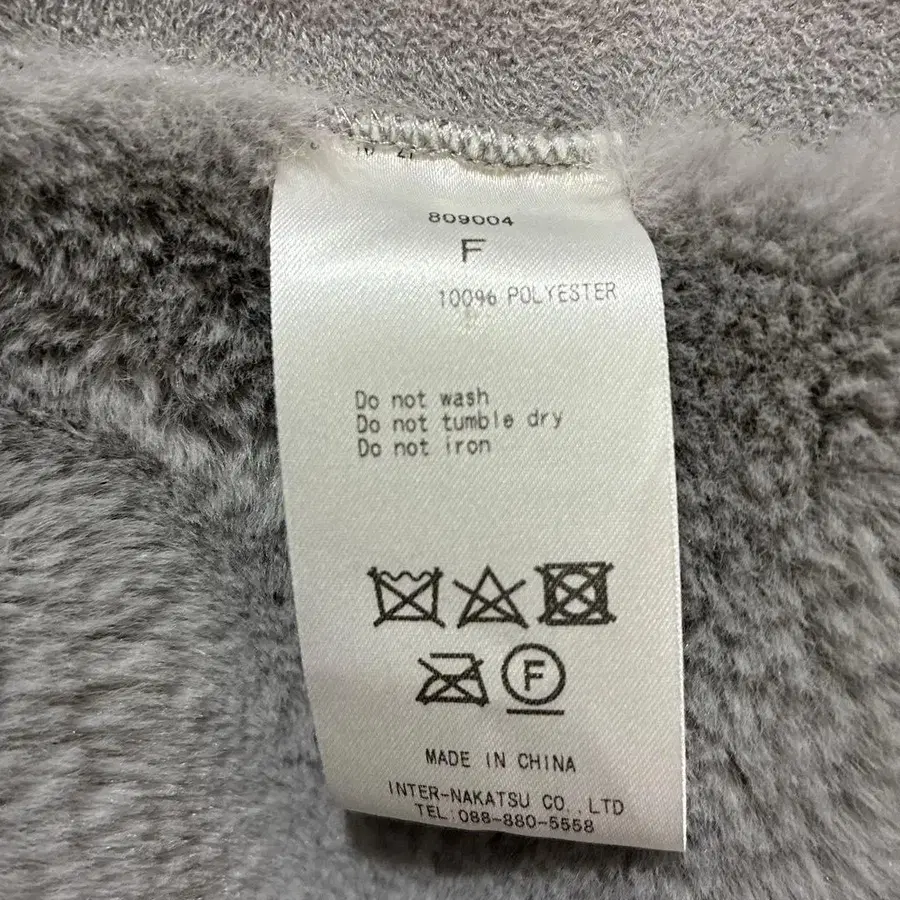 809004
F
100% POLYESTER
Do not wash
Do not tumble dry
Do not iron
F
MADE IN CHINA
INTER-NAKATSU CO.,LTD
TEL:088-880-5558